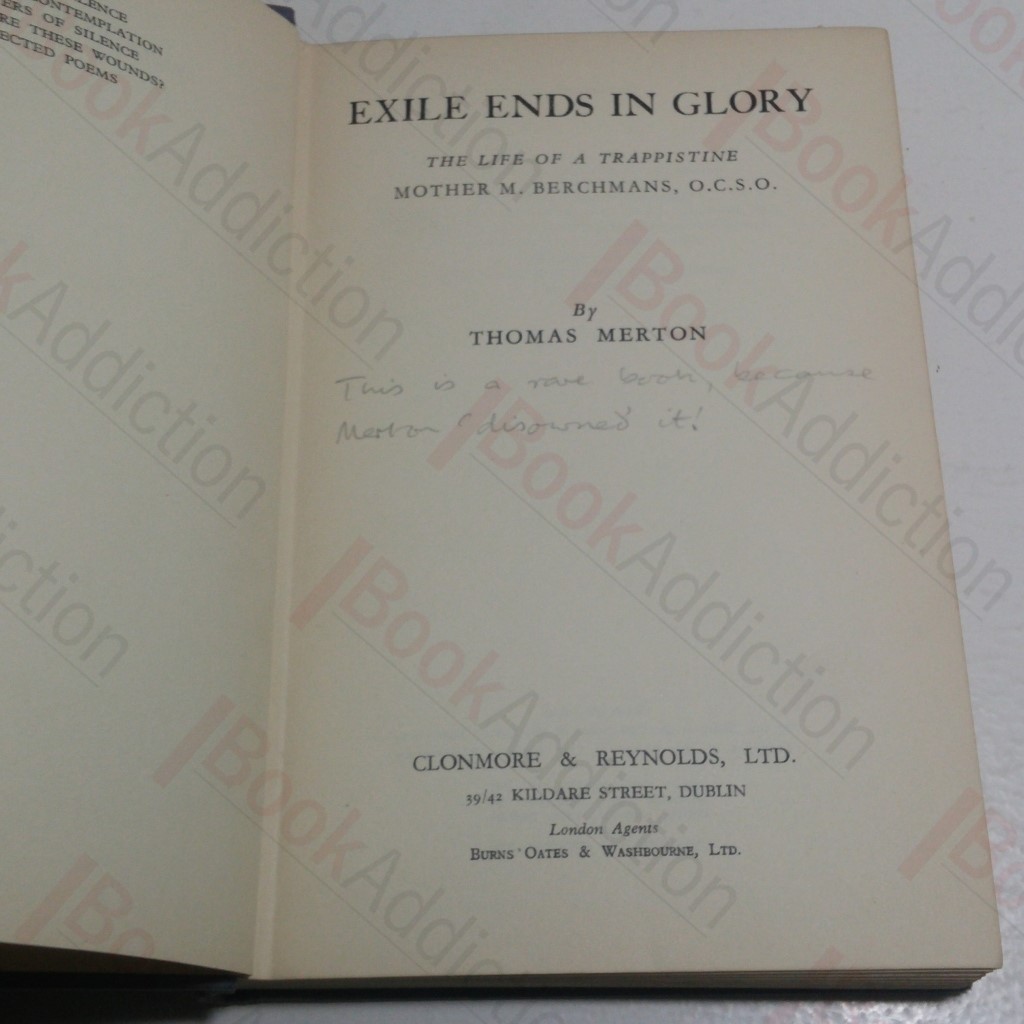 LENCE
CONTEMPLATION
ERS OF SILENCE
RE THESE WOUNDS?
ECTED POEMS
EXILE ENDS IN GLORY
THE LIFE OF A TRAPPISTINE
MOTHER M. BERCHMANS, O.C.S.O.
By
THOMAS MERTON
This is a rare book, because
Merton 'disowned' it!
CLONMORE & REYNOLDS, LTD.
39/42 KILDARE STREET, DUBLIN
London Agents
BURNS OATES & WASHBOURNE, LTD.
BookAddiction